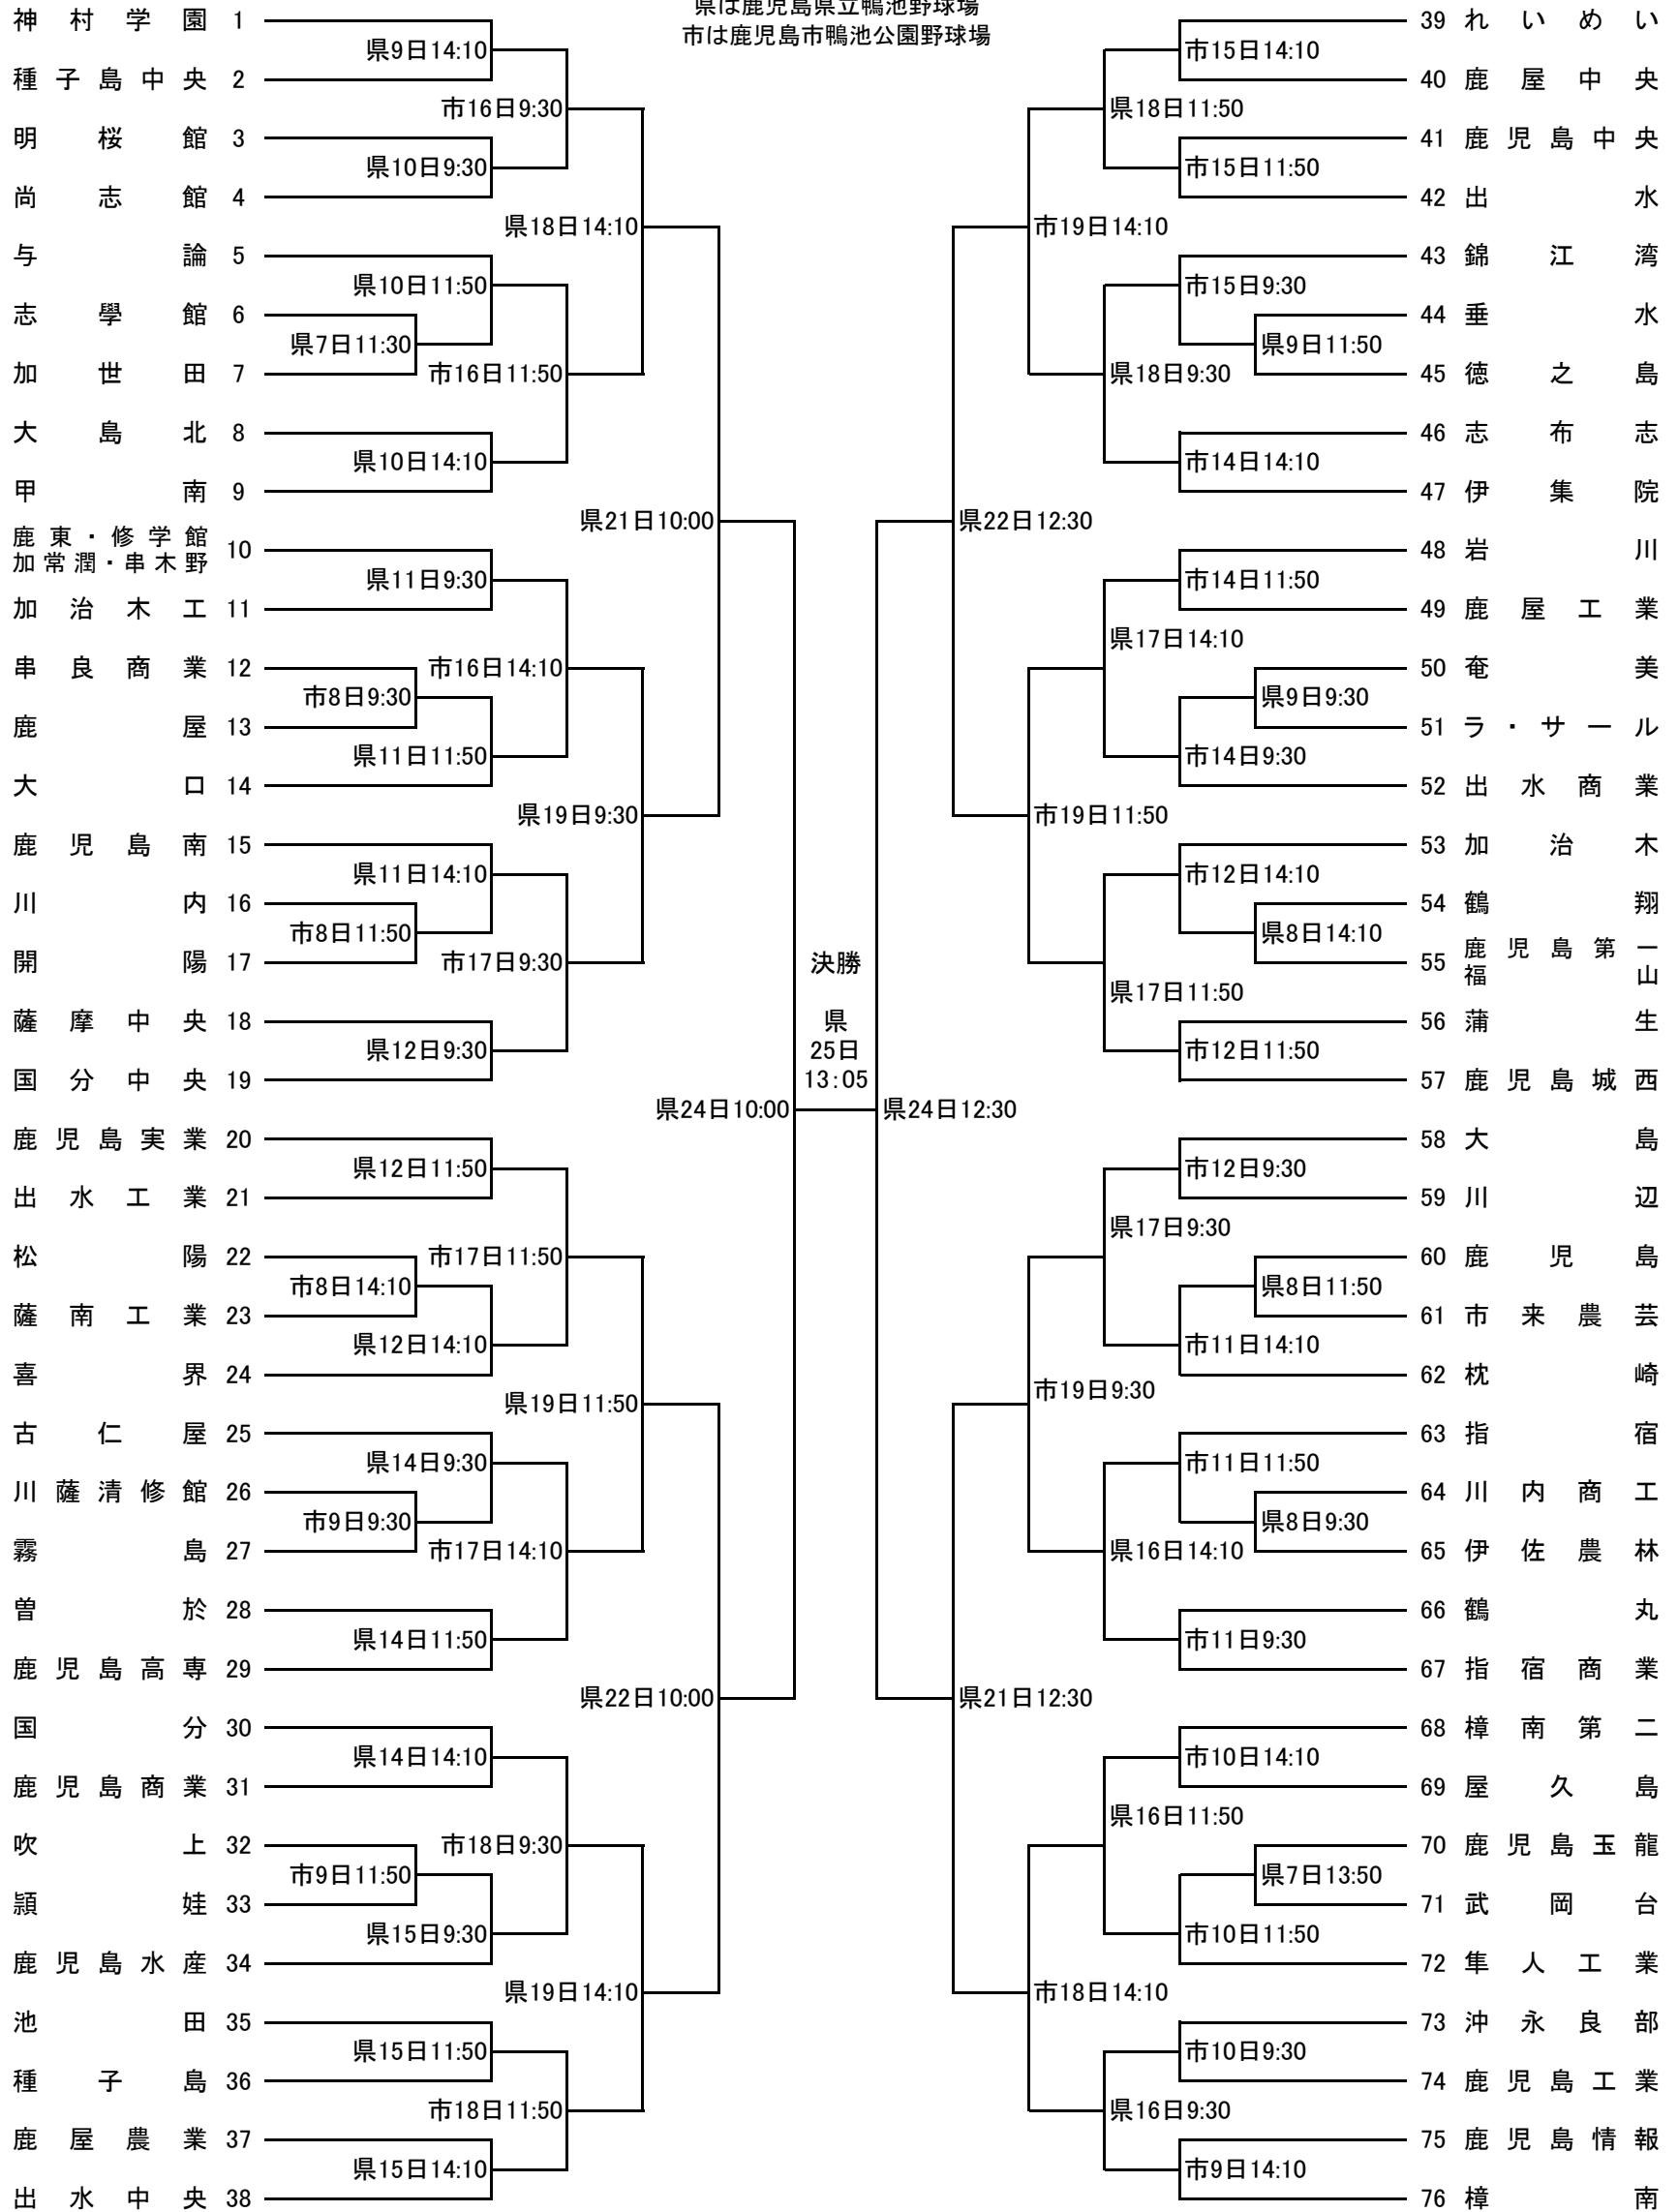 県は鹿児島県立鴨池野球場
市は鹿児島市鴨池公園野球場
神村学園 1
県9日14:10
種子島中央 2
市16日9:30
明桜館 3
県10日9:30
尚志館 4
県18日14:10
与論 5
県10日11:50
志學館 6
県7日11:30
加世田 7
市16日11:50
大島北 8
県10日14:10
甲南 9
県21日10:00
鹿東・修学館
加常潤・串木野 10
県11日9:30
加治木工 11
串良商業 12
市16日14:10
市8日9:30
鹿屋 13
県11日11:50
大口 14
県19日9:30
鹿児島南 15
県11日14:10
川内 16
市8日11:50
開陽 17
市17日9:30
薩摩中央 18
県12日9:30
国分中央 19
県24日10:00
鹿児島実業 20
県12日11:50
出水工業 21
松陽 22
市17日11:50
市8日14:10
薩南工業 23
県12日14:10
喜界 24
県19日11:50
古仁屋 25
県14日9:30
川薩清修館 26
市9日9:30
霧島 27
市17日14:10
曽於 28
県14日11:50
鹿児島高専 29
県22日10:00
国分 30
県14日14:10
鹿児島商業 31
吹上 32
市18日9:30
市9日11:50
頴娃 33
県15日9:30
鹿児島水産 34
県19日14:10
池田 35
県15日11:50
種子島 36
市18日11:50
鹿屋農業 37
県15日14:10
出水中央 38
決勝
県
25日
13:05
39 れいめい
市15日14:10
40 鹿屋中央
県18日11:50
41 鹿児島中央
市15日11:50
42 出水
市19日14:10
43 錦江湾
市15日9:30
44 垂水
県9日11:50
45 徳之島
県18日9:30
46 志布志
市14日14:10
47 伊集院
県22日12:30
48 岩川
市14日11:50
49 鹿屋工業
県17日14:10
50 奄美
県9日9:30
51 ラ・サール
市14日9:30
52 出水商業
市19日11:50
53 加治木
市12日14:10
54 鶴翔
県8日14:10
55 鹿児島第一
福山
県17日11:50
56 蒲生
市12日11:50
57 鹿児島城西
県24日12:30
58 大島
市12日9:30
59 川辺
県17日9:30
60 鹿児島
県8日11:50
61 市来農芸
市11日14:10
62 枕崎
市19日9:30
63 指宿
市11日11:50
64 川内商工
県8日9:30
65 伊佐農林
県16日14:10
66 鶴丸
市11日9:30
67 指宿商業
県21日12:30
68 樟南第二
市10日14:10
69 屋久島
県16日11:50
70 鹿児島玉龍
県7日13:50
71 武岡台
市10日11:50
72 隼人工業
市18日14:10
73 沖永良部
市10日9:30
74 鹿児島工業
県16日9:30
75 鹿児島情報
市9日14:10
76 樟南